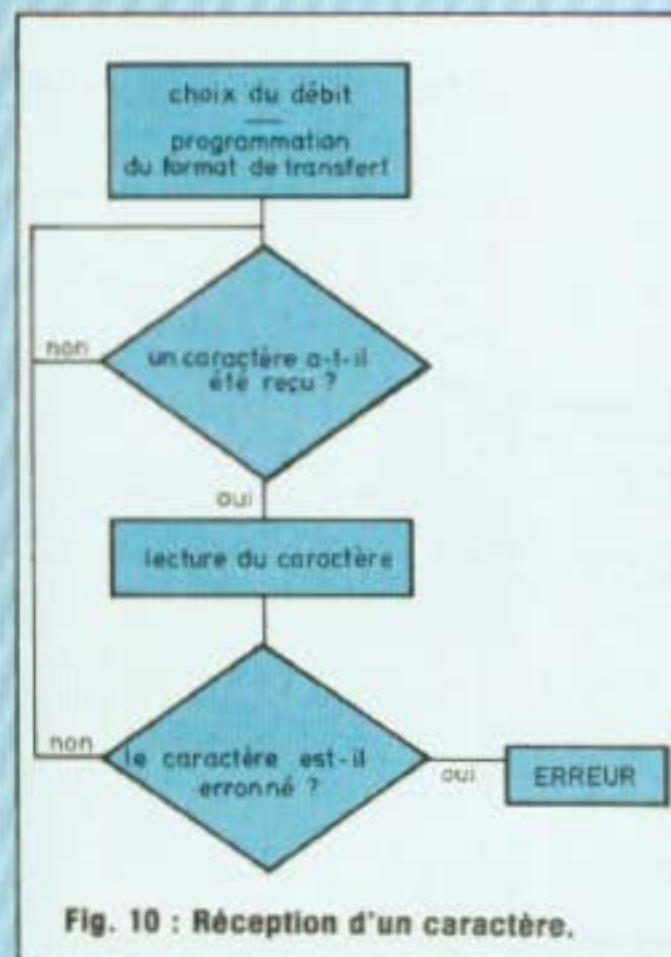 choix du débit
programmation
du format de transfert
non
un caractère a-t-il
été reçu ?
oui
lecture du caractère
non
le caractère est-il
erronné ?
oui
ERREUR
Fig. 10 : Réception d'un caractère.